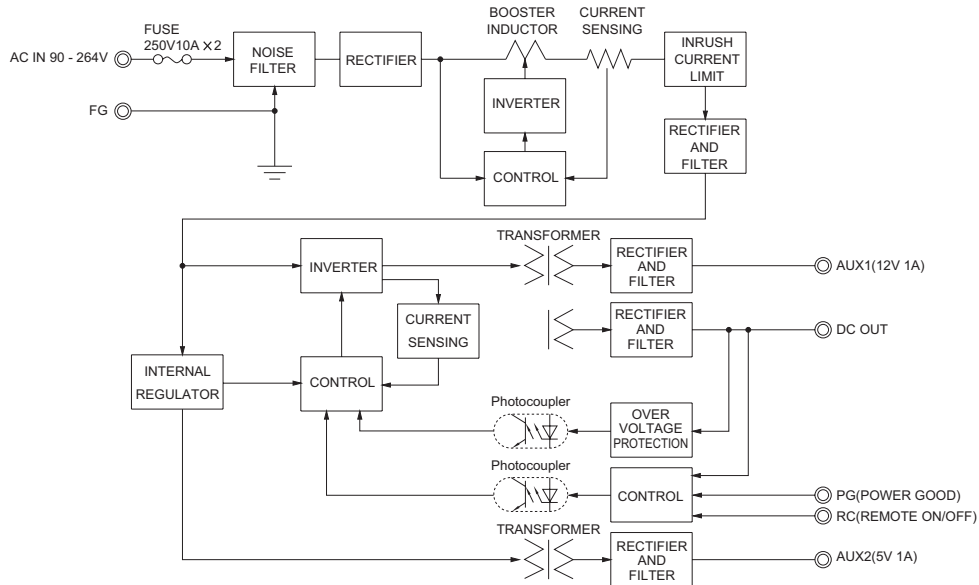 BOOSTER
INDUCTOR
CURRENT
SENSING
FUSE
250V10A ×2
AC IN 90 - 264V
NOISE
FILTER
RECTIFIER
INRUSH
CURRENT
LIMIT
INVERTER
FG
RECTIFIER
AND
FILTER
CONTROL
TRANSFORMER
INVERTER
RECTIFIER
AND
FILTER
AUX1(12V 1A)
CURRENT
SENSING
RECTIFIER
AND
FILTER
DC OUT
INTERNAL
REGULATOR
CONTROL
Photocoupler
OVER
VOLTAGE
PROTECTION
Photocoupler
CONTROL
PG(POWER GOOD)
RC(REMOTE ON/OFF)
TRANSFORMER
RECTIFIER
AND
FILTER
AUX2(5V 1A)